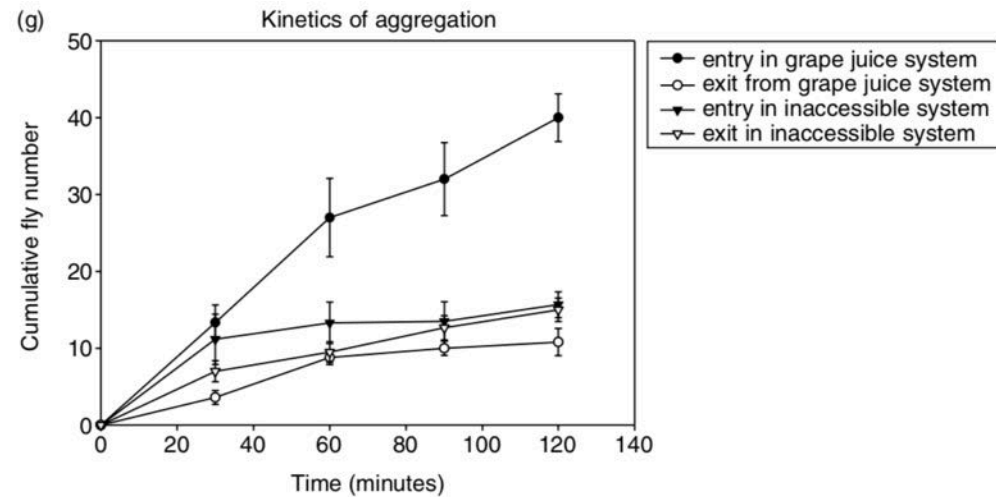 (g)
Kinetics of aggregation
50
40
30
20
10
0
Cumulative fly number
0 20 40 60 80 100 120 140
Time (minutes)
entry in grape juice system
exit from grape juice system
entry in inaccessible system
exit in inaccessible system